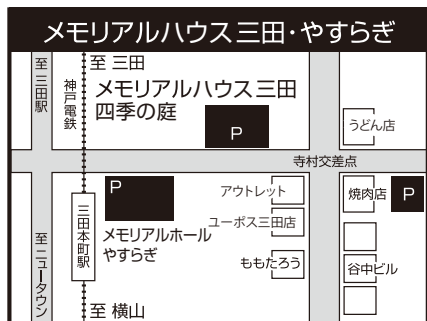 メモリアルハウス三田・やすらぎ
至 三田駅
神戸電鉄
至 三田
メモリアルハウス三田
四季の庭
P
うどん店
寺村交差点
P
三田本町駅
メモリアルホール
やすらぎ
アウトレット
ユーポス三田店
ももたろう
焼肉店
P
谷中ビル
至 ニュータウン
至 横山